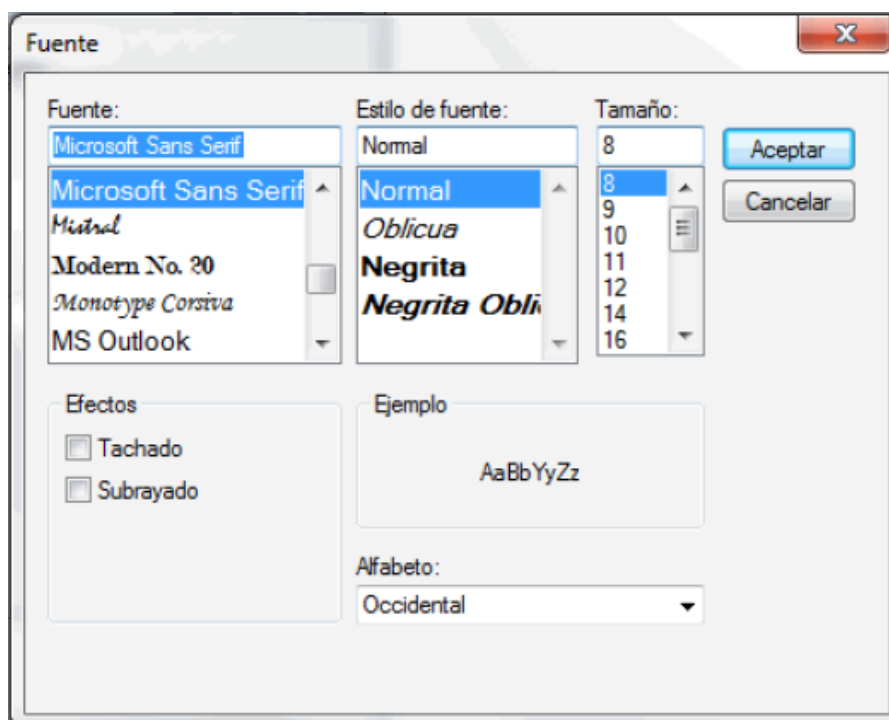 Fuente
Fuente:
Microsoft Sans Serif
Microsoft Sans Serif
Mistral
Modern No. 20
Monotype Corsiva
MS Outlook
Estilo de fuente:
Normal
Normal
Oblicua
Negrita
Negrita Obli
Tamaño:
8
8
9
10
11
12
14
16
Aceptar
Cancelar
Efectos
Tachado
Subrayado
Ejemplo
AaBbYyZz
Alfabeto:
Occidental